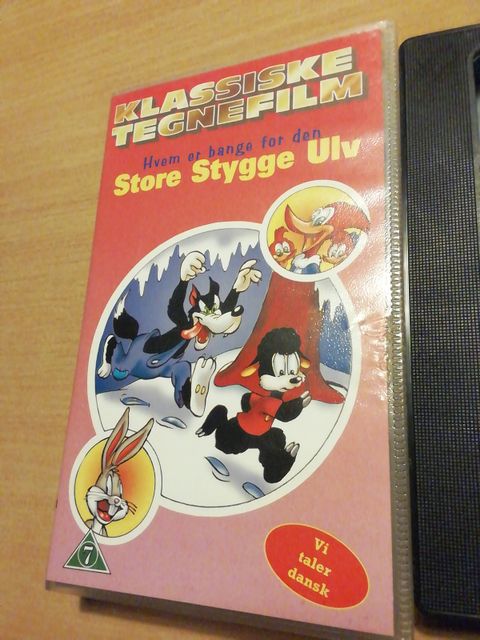 KLASSISKE
TEGNEFILM
Hvem er bange for den
Store Stygge Ulv
7
Vi
taler
dansk